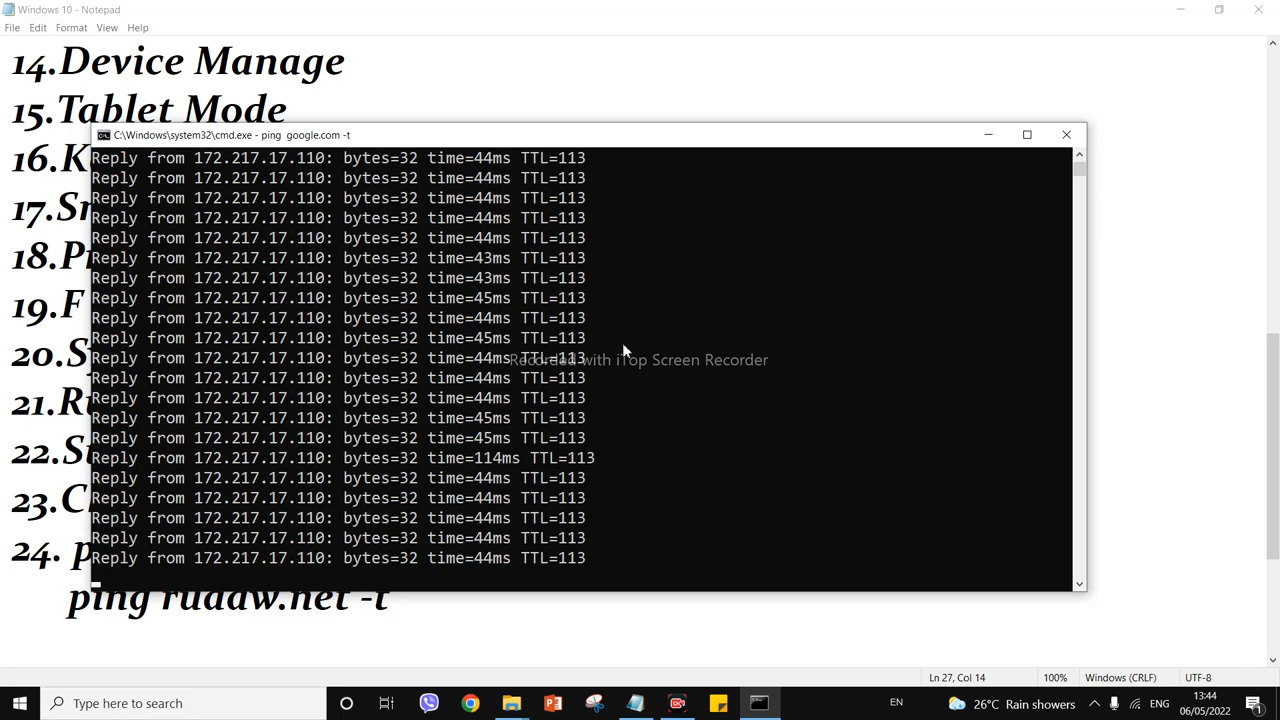 Windows 10 - Notepad
File Edit Format View Help
14.Device Manage
15.Tablet Mode
16.K
17.Sn
18.P
19.F
20.S
21.R
22.S
23.C
24. p
ping rudaw.net -t
C:\Windows\system32\cmd.exe - ping google.com -t
Reply from 172.217.17.110: bytes=32 time=44ms TTL=113
Reply from 172.217.17.110: bytes=32 time=44ms TTL=113
Reply from 172.217.17.110: bytes=32 time=44ms TTL=113
Reply from 172.217.17.110: bytes=32 time=44ms TTL=113
Reply from 172.217.17.110: bytes=32 time=44ms TTL=113
Reply from 172.217.17.110: bytes=32 time=43ms TTL=113
Reply from 172.217.17.110: bytes=32 time=43ms TTL=113
Reply from 172.217.17.110: bytes=32 time=45ms TTL=113
Reply from 172.217.17.110: bytes=32 time=44ms TTL=113
Reply from 172.217.17.110: bytes=32 time=45ms TTL=113
Reply from 172.217.17.110: bytes=32 time=44ms TTL=113
Recorded with iTop Screen Recorder
Reply from 172.217.17.110: bytes=32 time=44ms TTL=113
Reply from 172.217.17.110: bytes=32 time=44ms TTL=113
Reply from 172.217.17.110: bytes=32 time=45ms TTL=113
Reply from 172.217.17.110: bytes=32 time=45ms TTL=113
Reply from 172.217.17.110: bytes=32 time=114ms TTL=113
Reply from 172.217.17.110: bytes=32 time=44ms TTL=113
Reply from 172.217.17.110: bytes=32 time=44ms TTL=113
Reply from 172.217.17.110: bytes=32 time=44ms TTL=113
Reply from 172.217.17.110: bytes=32 time=44ms TTL=113
Reply from 172.217.17.110: bytes=32 time=44ms TTL=113
Ln 27, Col 14 100% Windows (CRLF) UTF-8
Type here to search
EN
26°C Rain showers
ENG
13:44
06/05/2022
1